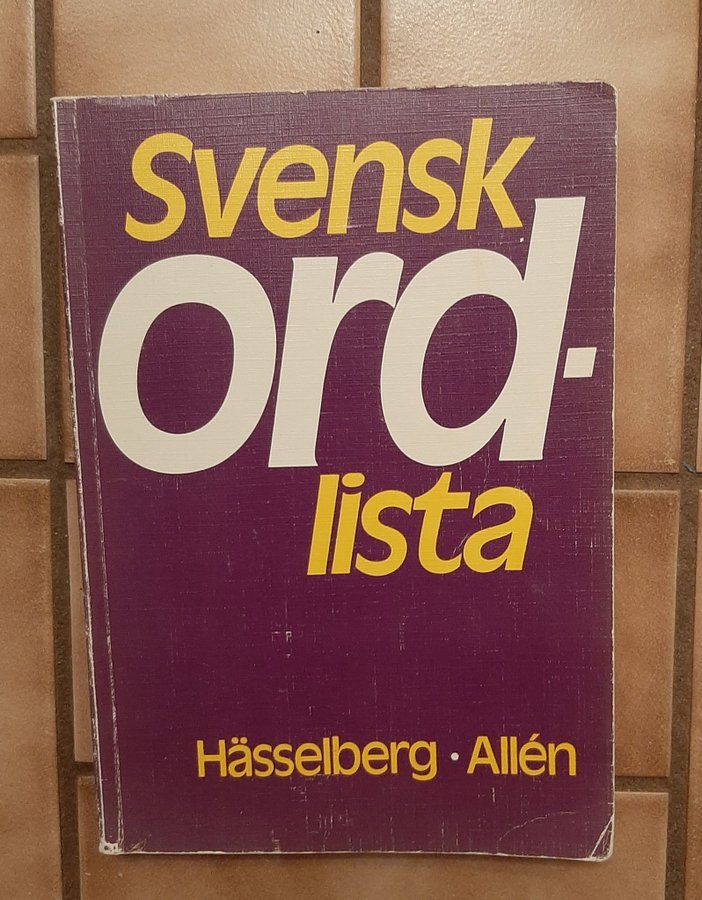 Svensk
ord-
lista
Hässelberg · Allén